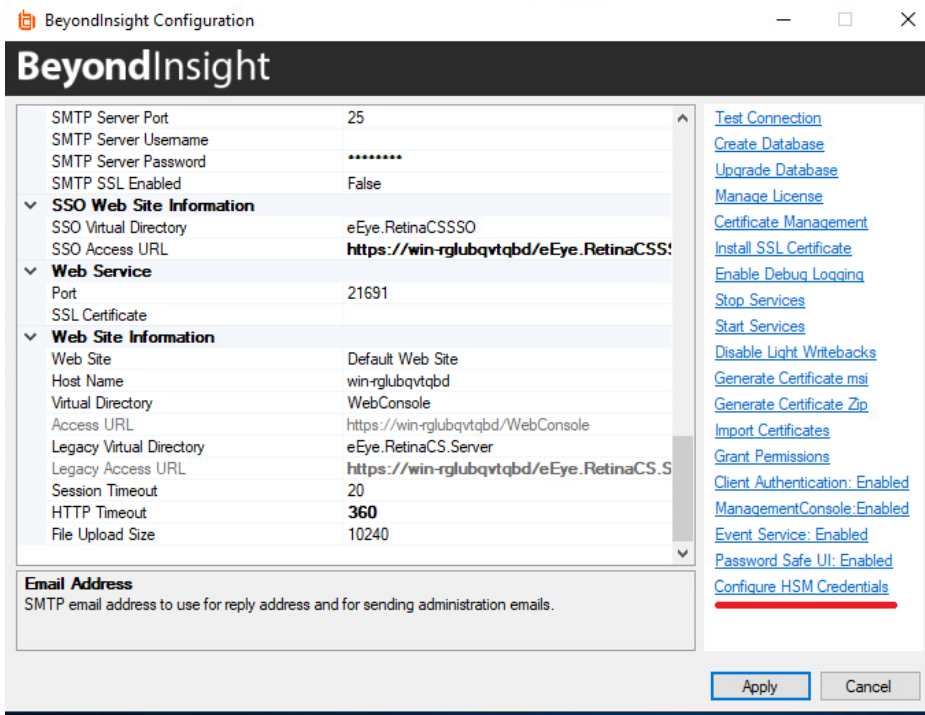 BeyondInsight Configuration
BeyondInsight
SMTP Server Port 25
SMTP Server Username
SMTP Server Password ••••••••
SMTP SSL Enabled False
SSO Web Site Information
SSO Virtual Directory eEye.RetinaCSSSO
SSO Access URL https://win-rglubqvtqbd/eEye.RetinaCSS
Web Service
Port 21691
SSL Certificate
Web Site Information
Web Site Default Web Site
Host Name win-rglubqvtqbd
Virtual Directory WebConsole
Access URL https://win-rglubqvtqbd/WebConsole
Legacy Virtual Directory eEye.RetinaCS.Server
Legacy Access URL https://win-rglubqvtqbd/eEye.RetinaCS.S
Session Timeout 20
HTTP Timeout 360
File Upload Size 10240
Email Address
SMTP email address to use for reply address and for sending administration emails.
Test Connection
Create Database
Upgrade Database
Manage License
Certificate Management
Install SSL Certificate
Enable Debug Logging
Stop Services
Start Services
Disable Light Writebacks
Generate Certificate msi
Generate Certificate Zip
Import Certificates
Grant Permissions
Client Authentication: Enabled
ManagementConsole:Enabled
Event Service: Enabled
Password Safe UI: Enabled
Configure HSM Credentials
Apply Cancel